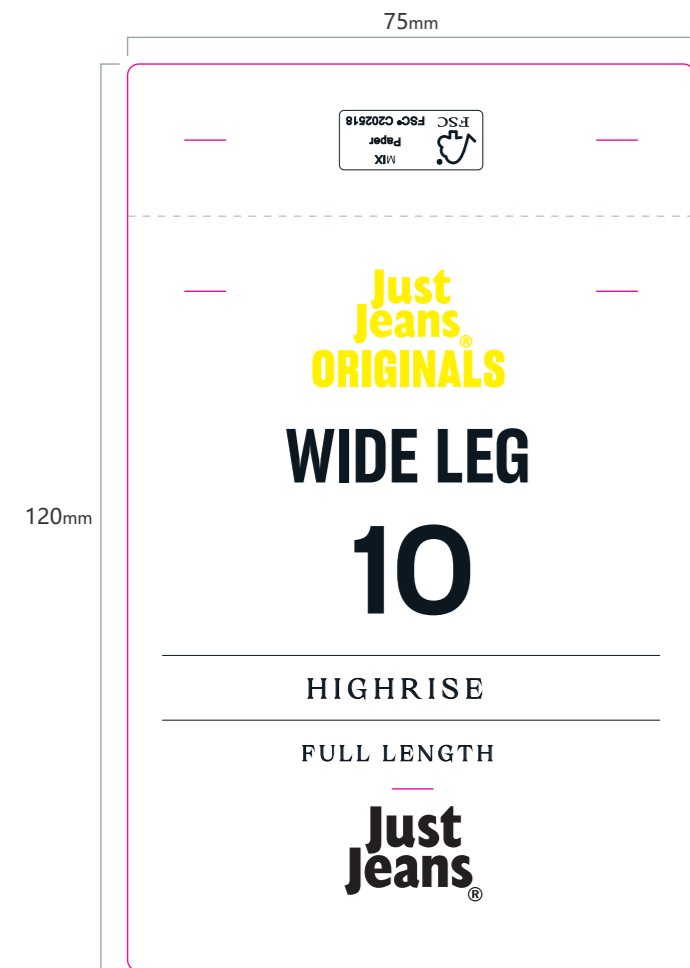 75mm
MIX
Paper
FSC
FSC® C202518
Just
Jeans®
ORIGINALS
WIDE LEG
10
120mm
HIGHRISE
FULL LENGTH
Just
Jeans®